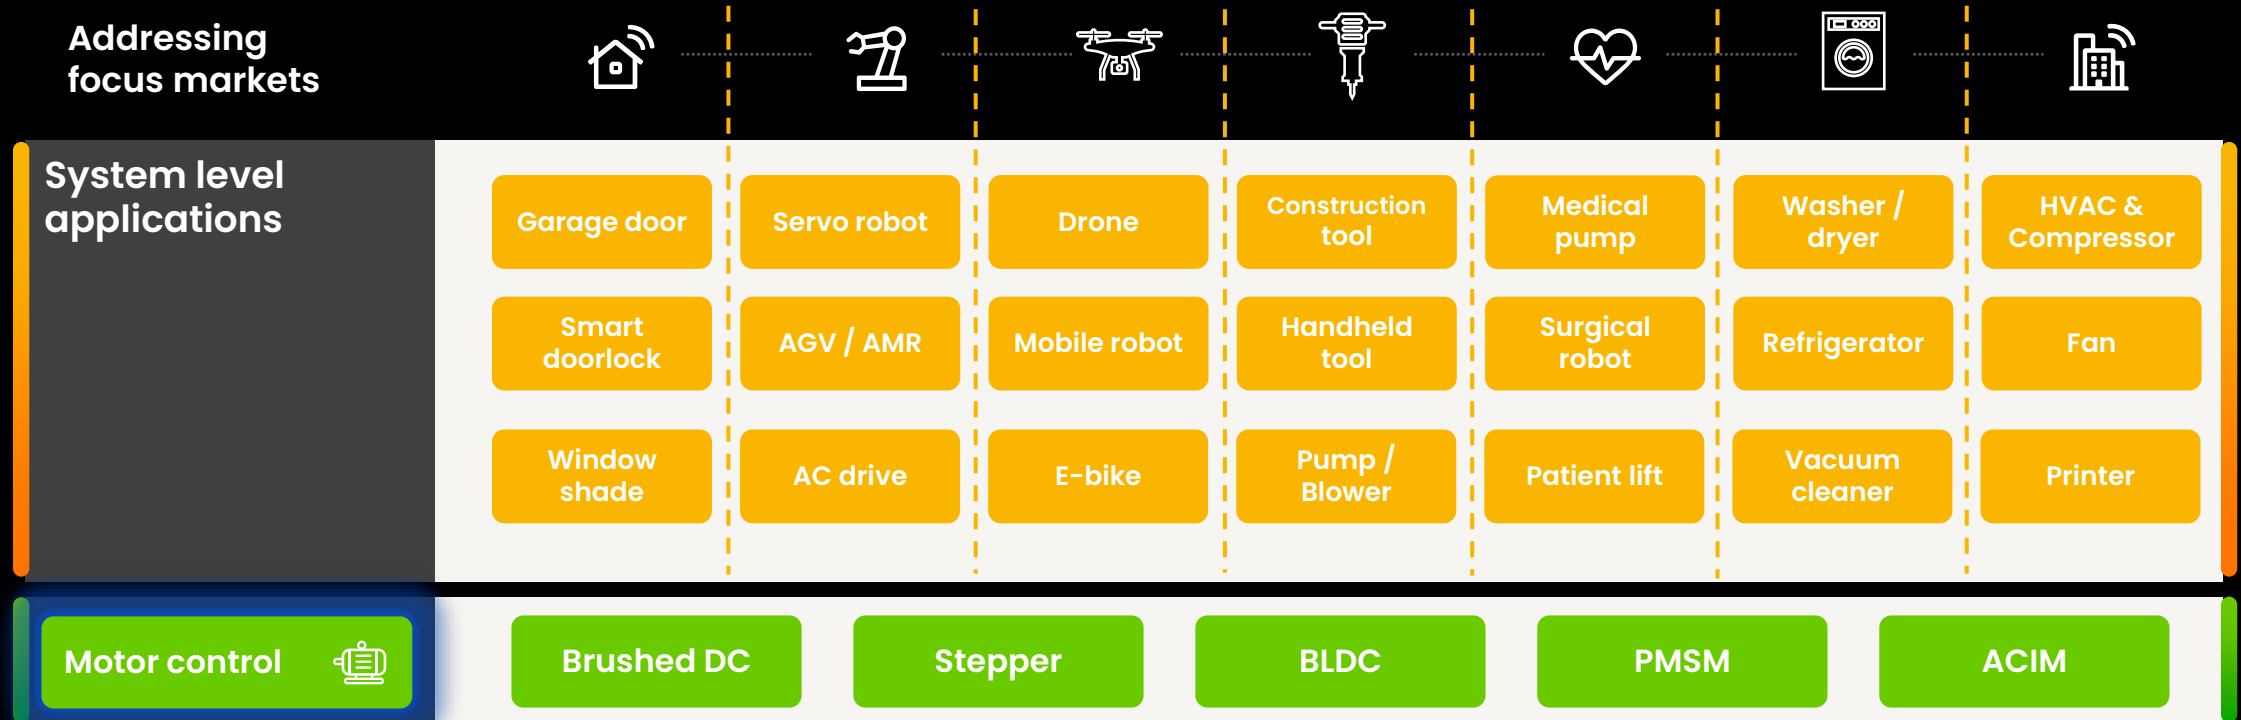 Addressing
focus markets
System level
applications
Garage door
Servo robot
Drone
Construction
tool
Medical
pump
Washer /
dryer
HVAC &
Compressor
Smart
doorlock
AGV / AMR
Mobile robot
Handheld
tool
Surgical
robot
Refrigerator
Fan
Window
shade
AC drive
E-bike
Pump /
Blower
Patient lift
Vacuum
cleaner
Printer
Motor control
Brushed DC
Stepper
BLDC
PMSM
ACIM